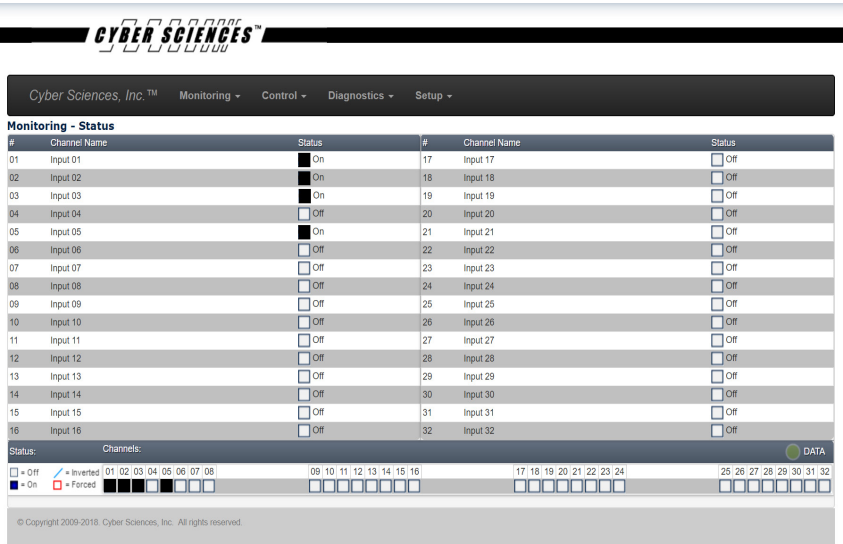 CYBER SCIENCES™
Cyber Sciences, Inc.™ Monitoring Control Diagnostics Setup
Monitoring - Status
# Channel Name Status # Channel Name Status
01 Input 01 On 17 Input 17 Off
02 Input 02 On 18 Input 18 Off
03 Input 03 On 19 Input 19 Off
04 Input 04 Off 20 Input 20 Off
05 Input 05 On 21 Input 21 Off
06 Input 06 Off 22 Input 22 Off
07 Input 07 Off 23 Input 23 Off
08 Input 08 Off 24 Input 24 Off
09 Input 09 Off 25 Input 25 Off
10 Input 10 Off 26 Input 26 Off
11 Input 11 Off 27 Input 27 Off
12 Input 12 Off 28 Input 28 Off
13 Input 13 Off 29 Input 29 Off
14 Input 14 Off 30 Input 30 Off
15 Input 15 Off 31 Input 31 Off
16 Input 16 Off 32 Input 32 Off
Status: Channels: DATA
= Off = Inverted 01 02 03 04 05 06 07 08 09 10 11 12 13 14 15 16 17 18 19 20 21 22 23 24 25 26 27 28 29 30 31 32
= On = Forced
© Copyright 2009-2018. Cyber Sciences, Inc. All rights reserved.